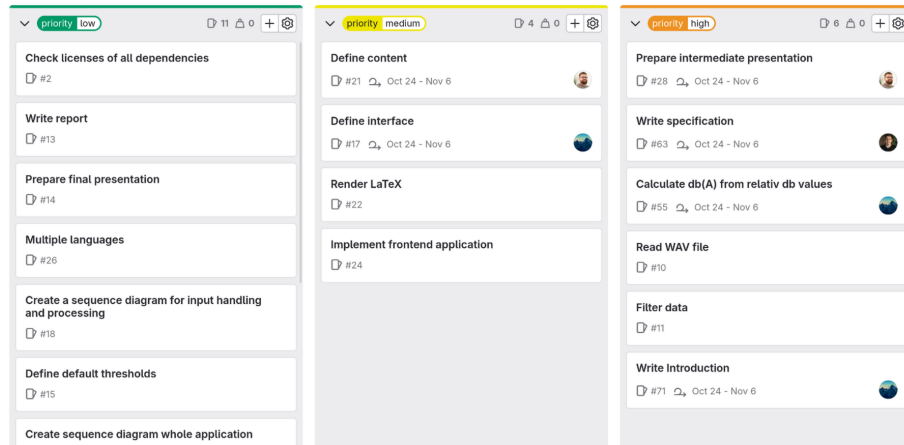 priority low 11 0
Check licenses of all dependencies
#2
Write report
#13
Prepare final presentation
#14
Multiple languages
#26
Create a sequence diagram for input handling
and processing
#18
Define default thresholds
#15
Create sequence diagram whole application
priority medium 4 0
Define content
#21 Oct 24 - Nov 6
Define interface
#17 Oct 24 - Nov 6
Render LaTeX
#22
Implement frontend application
#24
priority high 6 0
Prepare intermediate presentation
#28 Oct 24 - Nov 6
Write specification
#63 Oct 24 - Nov 6
Calculate db(A) from relativ db values
#55 Oct 24 - Nov 6
Read WAV file
#10
Filter data
#11
Write Introduction
#71 Oct 24 - Nov 6